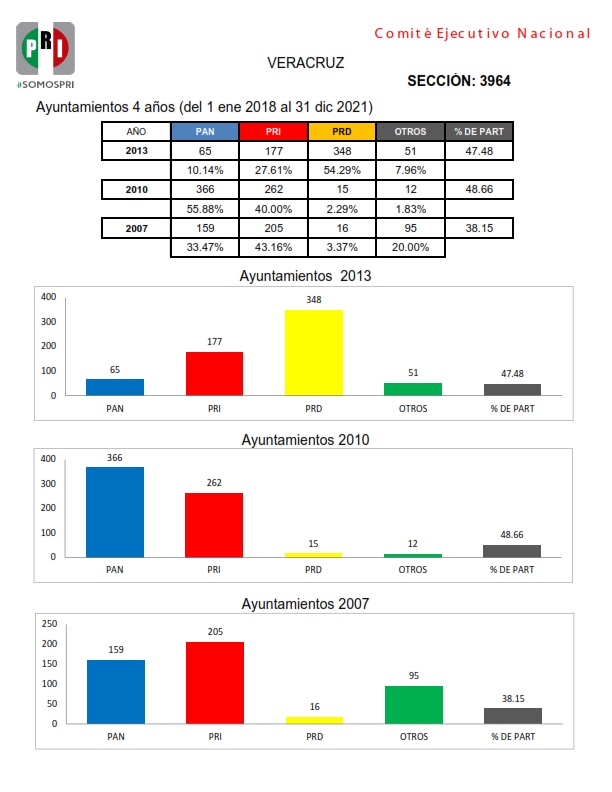 Comité Ejecutivo Nacional
PRI
#SOMOSPRI
VERACRUZ
SECCIÓN: 3964
Ayuntamientos 4 años (del 1 ene 2018 al 31 dic 2021)
AÑO PAN PRI PRD OTROS % DE PART
2013 65 177 348 51 47.48
10.14% 27.61% 54.29% 7.96%
2010 366 262 15 12 48.66
55.88% 40.00% 2.29% 1.83%
2007 159 205 16 95 38.15
33.47% 43.16% 3.37% 20.00%
Ayuntamientos 2013
400
300
200
100
0
65 177 348 51 47.48
PAN PRI PRD OTROS % DE PART
Ayuntamientos 2010
400
300
200
100
0
366 262 15 12 48.66
PAN PRI PRD OTROS % DE PART
Ayuntamientos 2007
250
200
150
100
50
0
159 205 16 95 38.15
PAN PRI PRD OTROS % DE PART